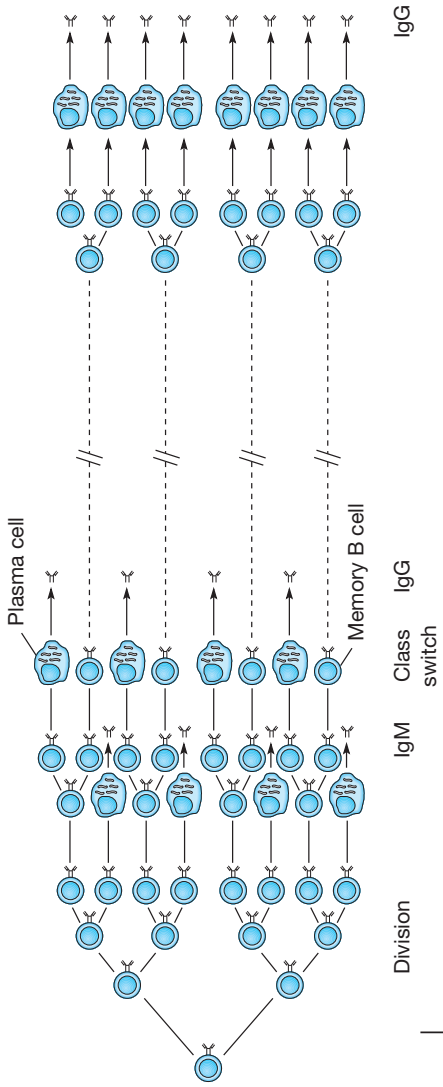 Plasma cell
Memory B cell
Division
IgM
Class
switch
IgG
IgG